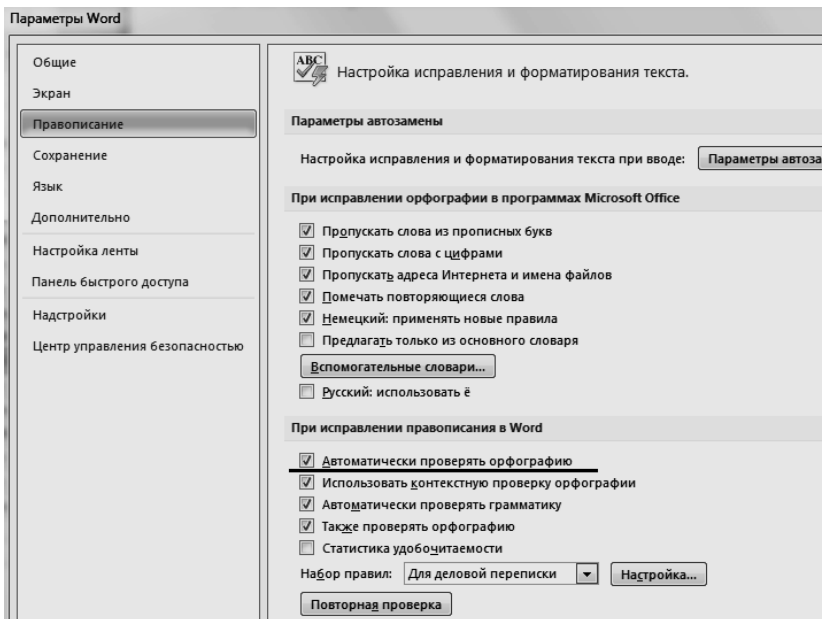 Параметры Word
Общие
Экран
Правописание
Сохранение
Язык
Дополнительно
Настройка ленты
Панель быстрого доступа
Надстройки
Центр управления безопасностью
ABC
Настройка исправления и форматирования текста.
Параметры автозамены
Настройка исправления и форматирования текста при вводе: Параметры автоза
При исправлении орфографии в программах Microsoft Office
Пропускать слова из прописных букв
Пропускать слова с цифрами
Пропускать адреса Интернета и имена файлов
Помечать повторяющиеся слова
Немецкий: применять новые правила
Предлагать только из основного словаря
Вспомогательные словари...
Русский: использовать ё
При исправлении правописания в Word
Автоматически проверять орфографию
Использовать контекстную проверку орфографии
Автоматически проверять грамматику
Также проверять орфографию
Статистика удобочитаемости
Набор правил: Для деловой переписки Настройка...
Повторная проверка